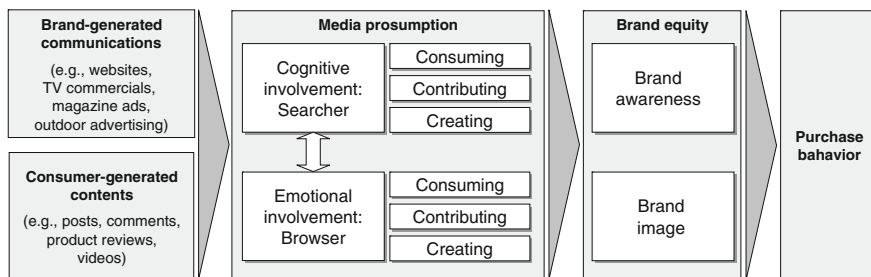 Brand-generated
communications
(e.g., websites,
TV commercials,
magazine ads,
outdoor advertising)
Consumer-generated
contents
(e.g., posts, comments,
product reviews,
videos)
Media prosumption
Cognitive
involvement:
Searcher
Consuming
Contributing
Creating
Emotional
involvement:
Browser
Consuming
Contributing
Creating
Brand equity
Brand
awareness
Brand
image
Purchase
bahavior